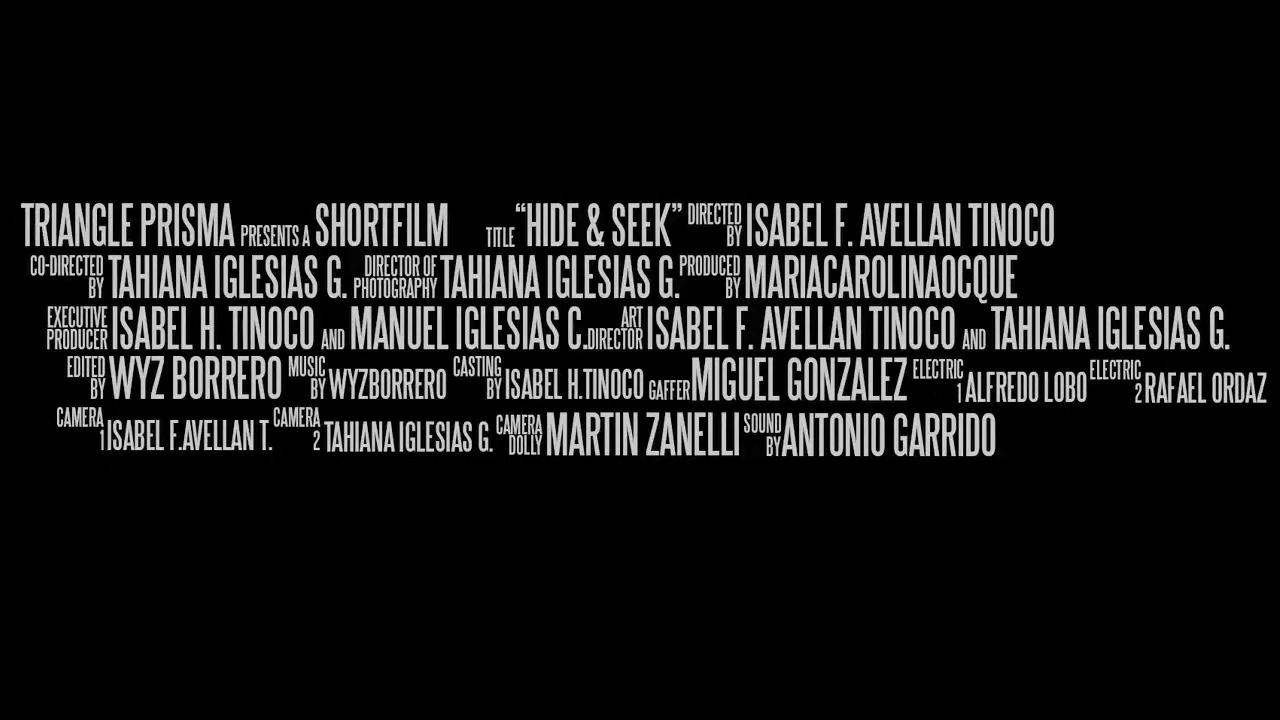 TRIANGLE PRISMA PRESENTS A SHORTFILM TITLE “HIDE & SEEK” DIRECTED BY ISABEL F. AVELLAN TINOCO
CO-DIRECTED BY TAHIANA IGLESIAS G. DIRECTOR OF PHOTOGRAPHY TAHIANA IGLESIAS G. PRODUCED BY MARIACAROLINAOCQUE
EXECUTIVE PRODUCER ISABEL H. TINOCO AND MANUEL IGLESIAS C. ART DIRECTOR ISABEL F. AVELLAN TINOCO AND TAHIANA IGLESIAS G.
EDITED BY WYZ BORRERO MUSIC BY WYZBORRERO CASTING BY ISABEL H.TINOCO GAFFER MIGUEL GONZALEZ ELECTRIC 1 ALFREDO LOBO ELECTRIC 2 RAFAEL ORDAZ
CAMERA 1 ISABEL F.AVELLAN T. CAMERA 2 TAHIANA IGLESIAS G. CAMERA DOLLY MARTIN ZANELLI SOUND BY ANTONIO GARRIDO